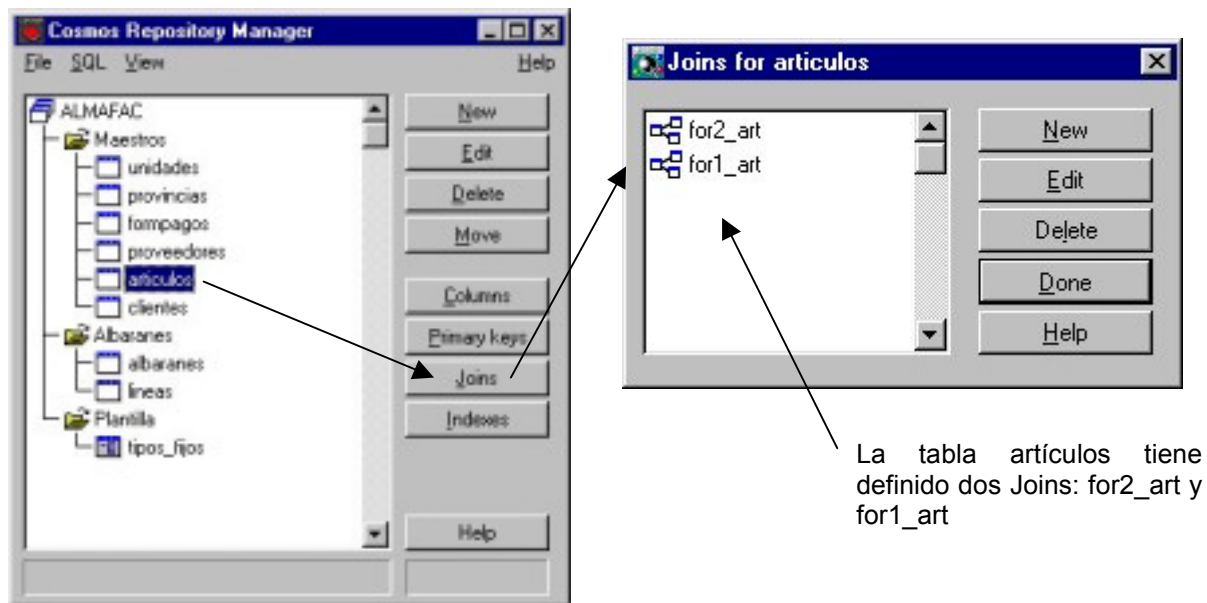 Cosmos Repository Manager
File SQL View Help
ALMAFAC
Maestros
unidades
provincias
formpagos
proveedores
articulos
clientes
Albaranes
albaranes
lineas
Plantilla
tipos_fijos
New
Edit
Delete
Move
Columns
Primary keys
Joins
Indexes
Help
Joins for articulos
for2_art
for1_art
New
Edit
Delete
Done
Help
La tabla artículos tiene
definido dos Joins: for2_art y
for1_art